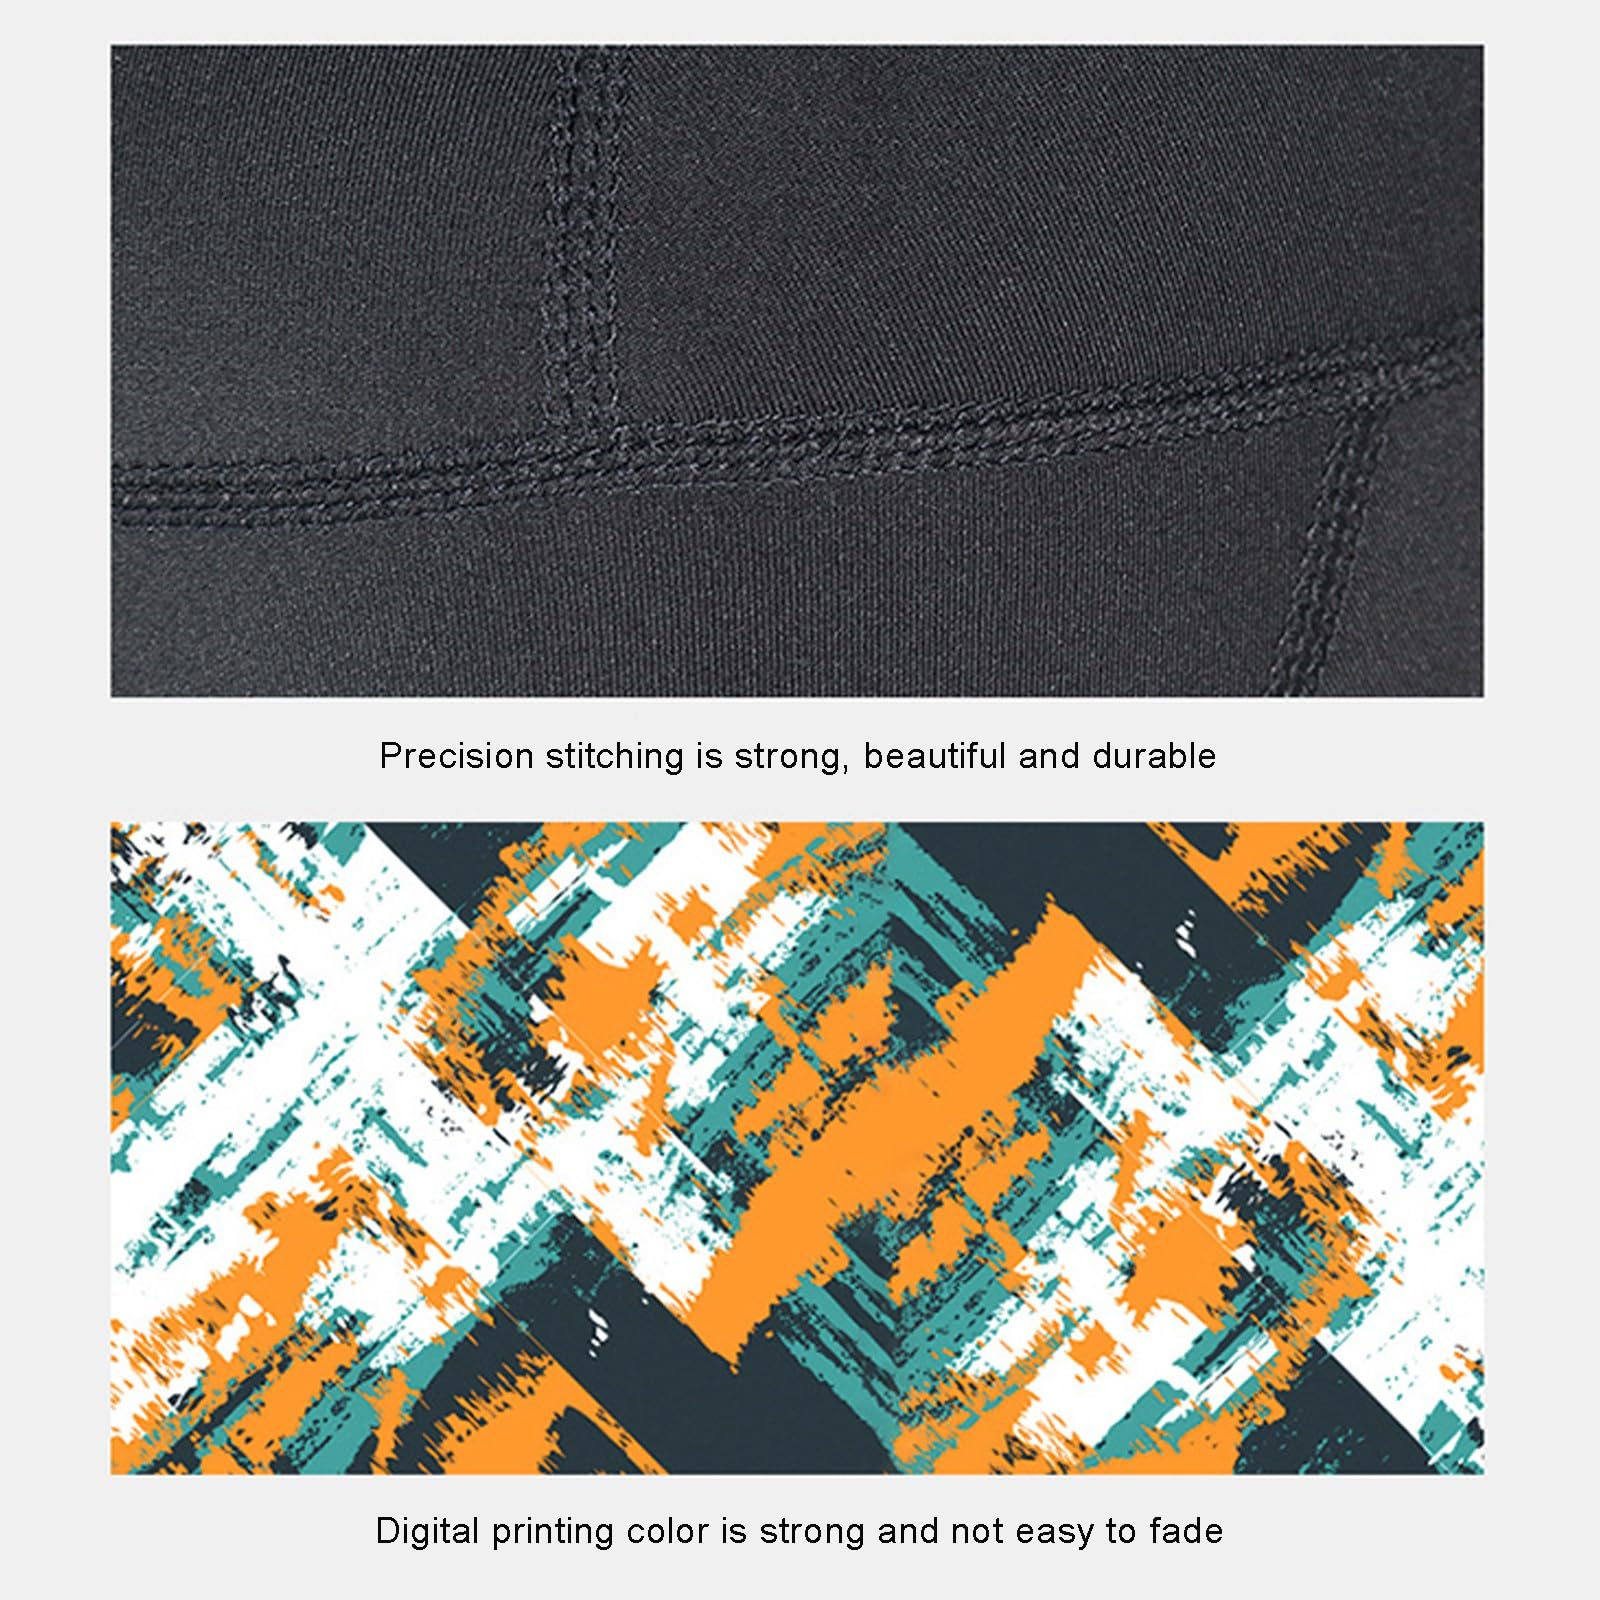 Precision stitching is strong, beautiful and durable
Digital printing color is strong and not easy to fade